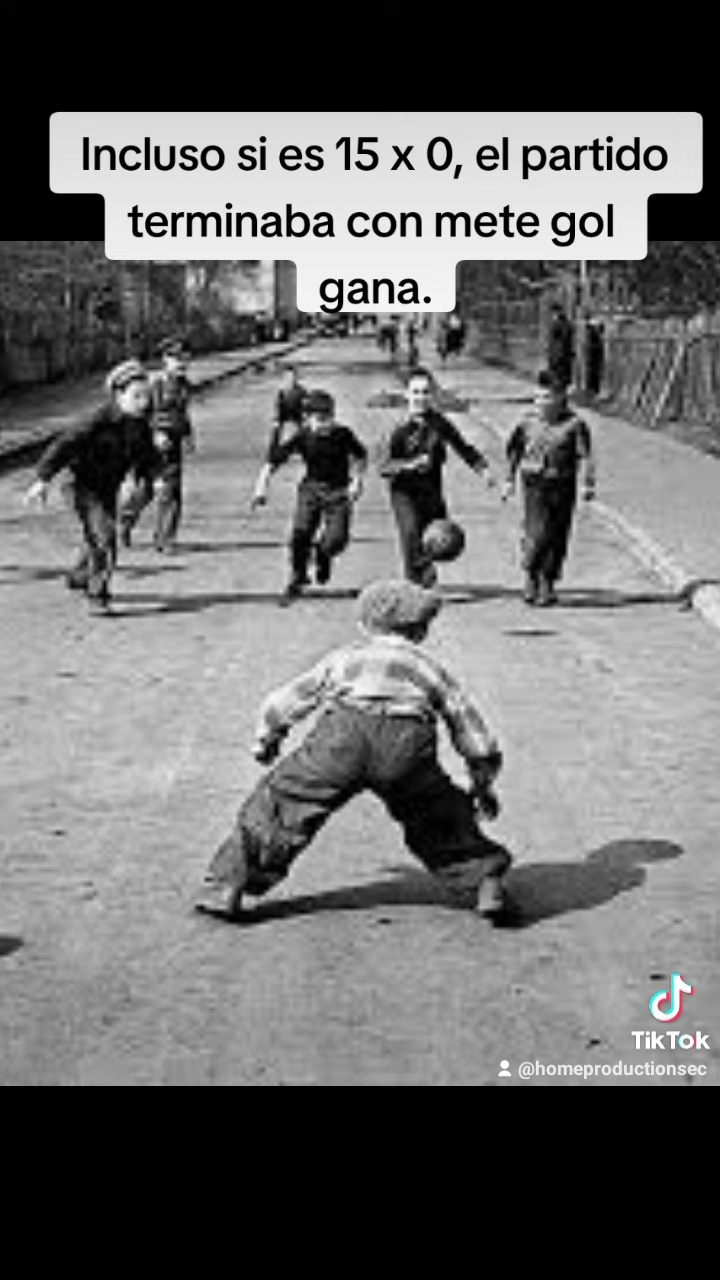 Incluso si es 15 x 0, el partido
terminaba con mete gol
gana.
TikTok
@homeproductionsec